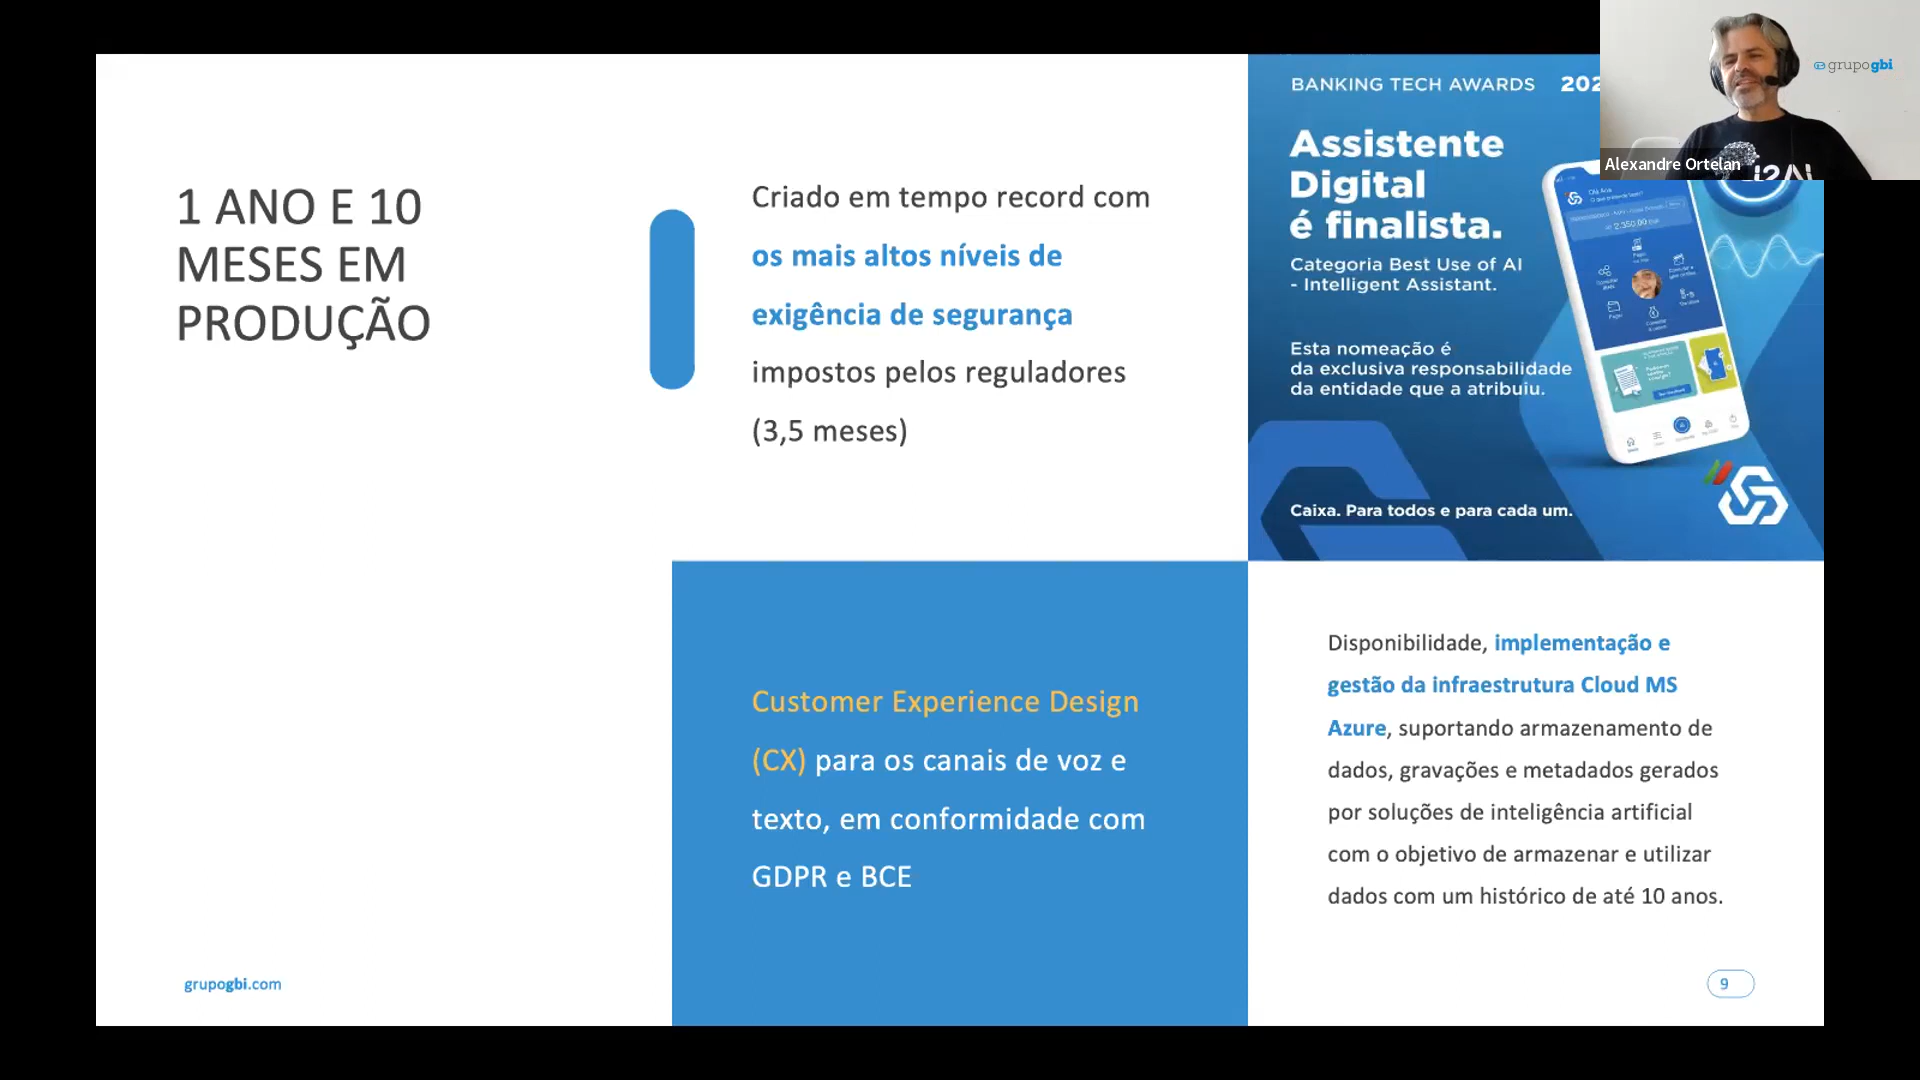 1 ANO E 10
MESES EM
PRODUÇÃO
Criado em tempo record com
os mais altos níveis de
exigência de segurança
impostos pelos reguladores
(3,5 meses)
BANKING TECH AWARDS 202
Assistente
Digital
é finalista.
Categoria Best Use of AI
- Intelligent Assistant.
Esta nomeação é
da exclusiva responsabilidade
da entidade que a atribuiu.
Caixa. Para todos e para cada um.
grupogbi
Alexandre Ortelan
Customer Experience Design
(CX) para os canais de voz e
texto, em conformidade com
GDPR e BCE
Disponibilidade, implementação e
gestão da infraestrutura Cloud MS
Azure, suportando armazenamento de
dados, gravações e metadados gerados
por soluções de inteligência artificial
com o objetivo de armazenar e utilizar
dados com um histórico de até 10 anos.
grupogbi.com
9